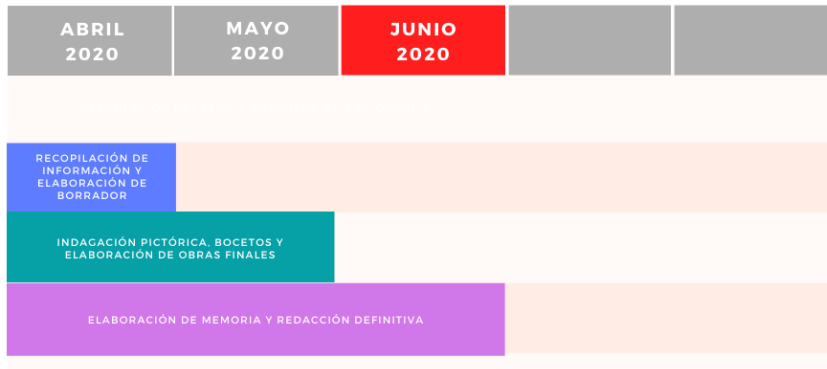 ABRIL
2020
MAYO
2020
JUNIO
2020
RECOPILACIÓN DE
INFORMACIÓN Y
ELABORACIÓN DE
BORRADOR
INDAGACIÓN PICTÓRICA, BOCETOS Y
ELABORACIÓN DE OBRAS FINALES
ELABORACIÓN DE MEMORIA Y REDACCIÓN DEFINITIVA